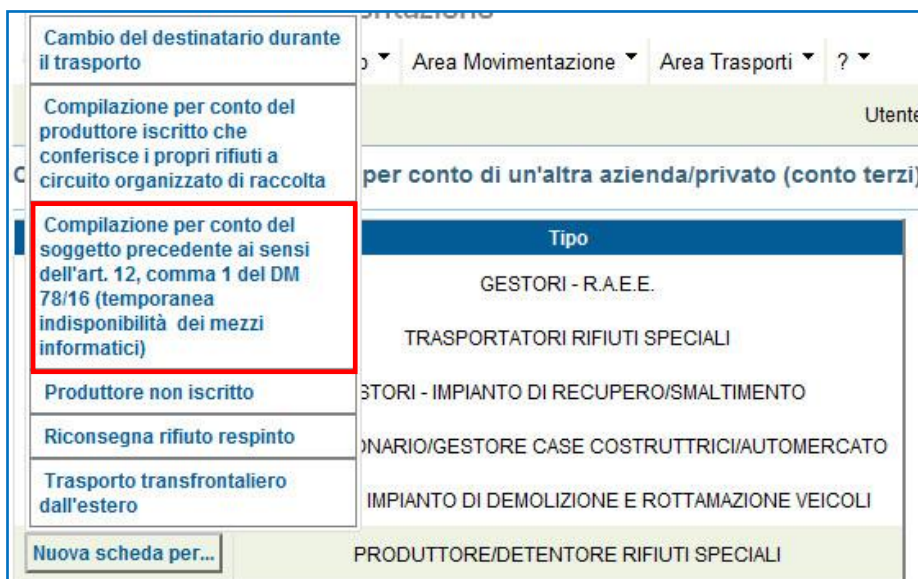 Cambio del destinatario durante
il trasporto
Area Movimentazione
Area Trasporti
?
Compilazione per conto del
produttore iscritto che
conferisce i propri rifiuti a
circuito organizzato di raccolta
Utente
per conto di un'altra azienda/privato (conto terzi)
Compilazione per conto del
soggetto precedente ai sensi
dell'art. 12, comma 1 del DM
78/16 (temporanea
indisponibilità dei mezzi
informatici)
Tipo
GESTORI - R.A.E.E.
TRASPORTATORI RIFIUTI SPECIALI
Produttore non iscritto
STORI - IMPIANTO DI RECUPERO/SMALTIMENTO
Riconsegna rifiuto respinto
ONARIO/GESTORE CASE COSTRUTTRICI/AUTOMERCATO
Trasporto transfrontaliero
dall'estero
IMPIANTO DI DEMOLIZIONE E ROTTAMAZIONE VEICOLI
Nuova scheda per...
PRODUTTORE/DETENTORE RIFIUTI SPECIALI